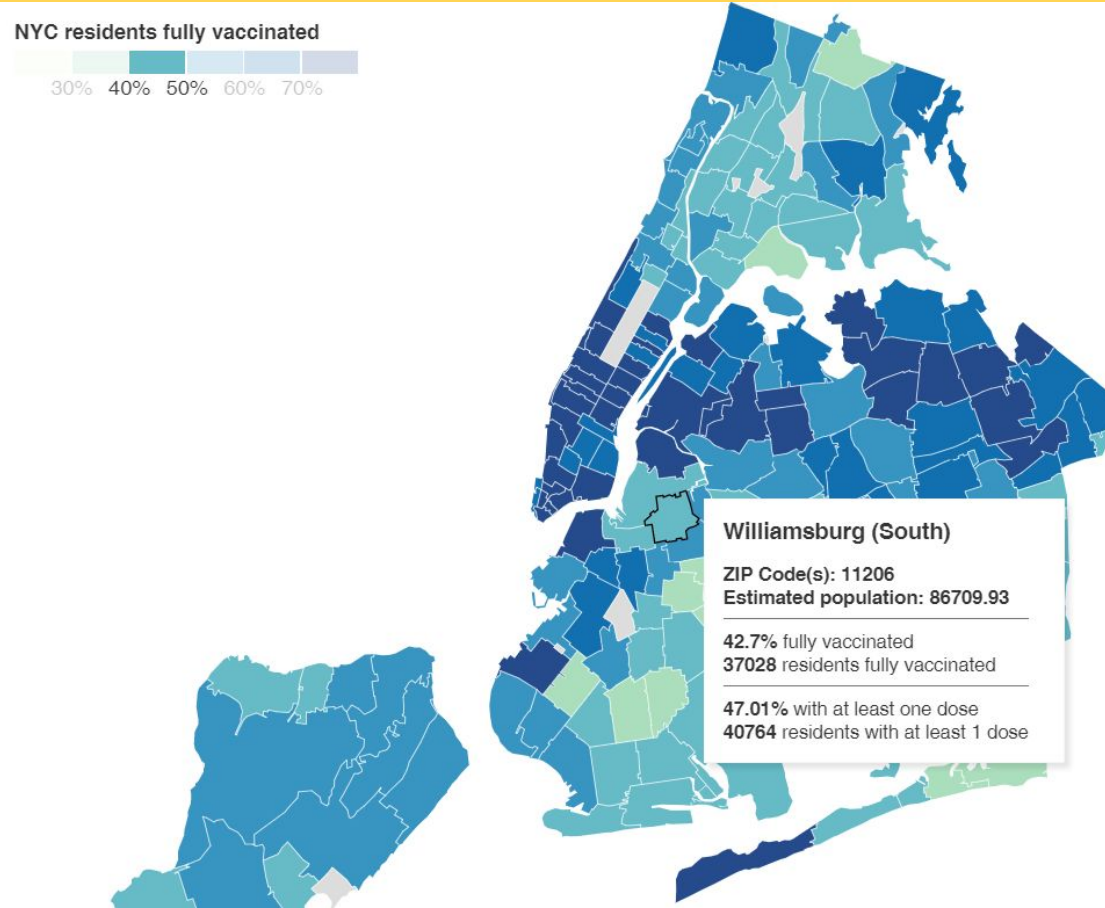 NYC residents fully vaccinated
30% 40% 50% 60% 70%
Williamsburg (South)
ZIP Code(s): 11206
Estimated population: 86709.93
42.7% fully vaccinated
37028 residents fully vaccinated
47.01% with at least one dose
40764 residents with at least 1 dose